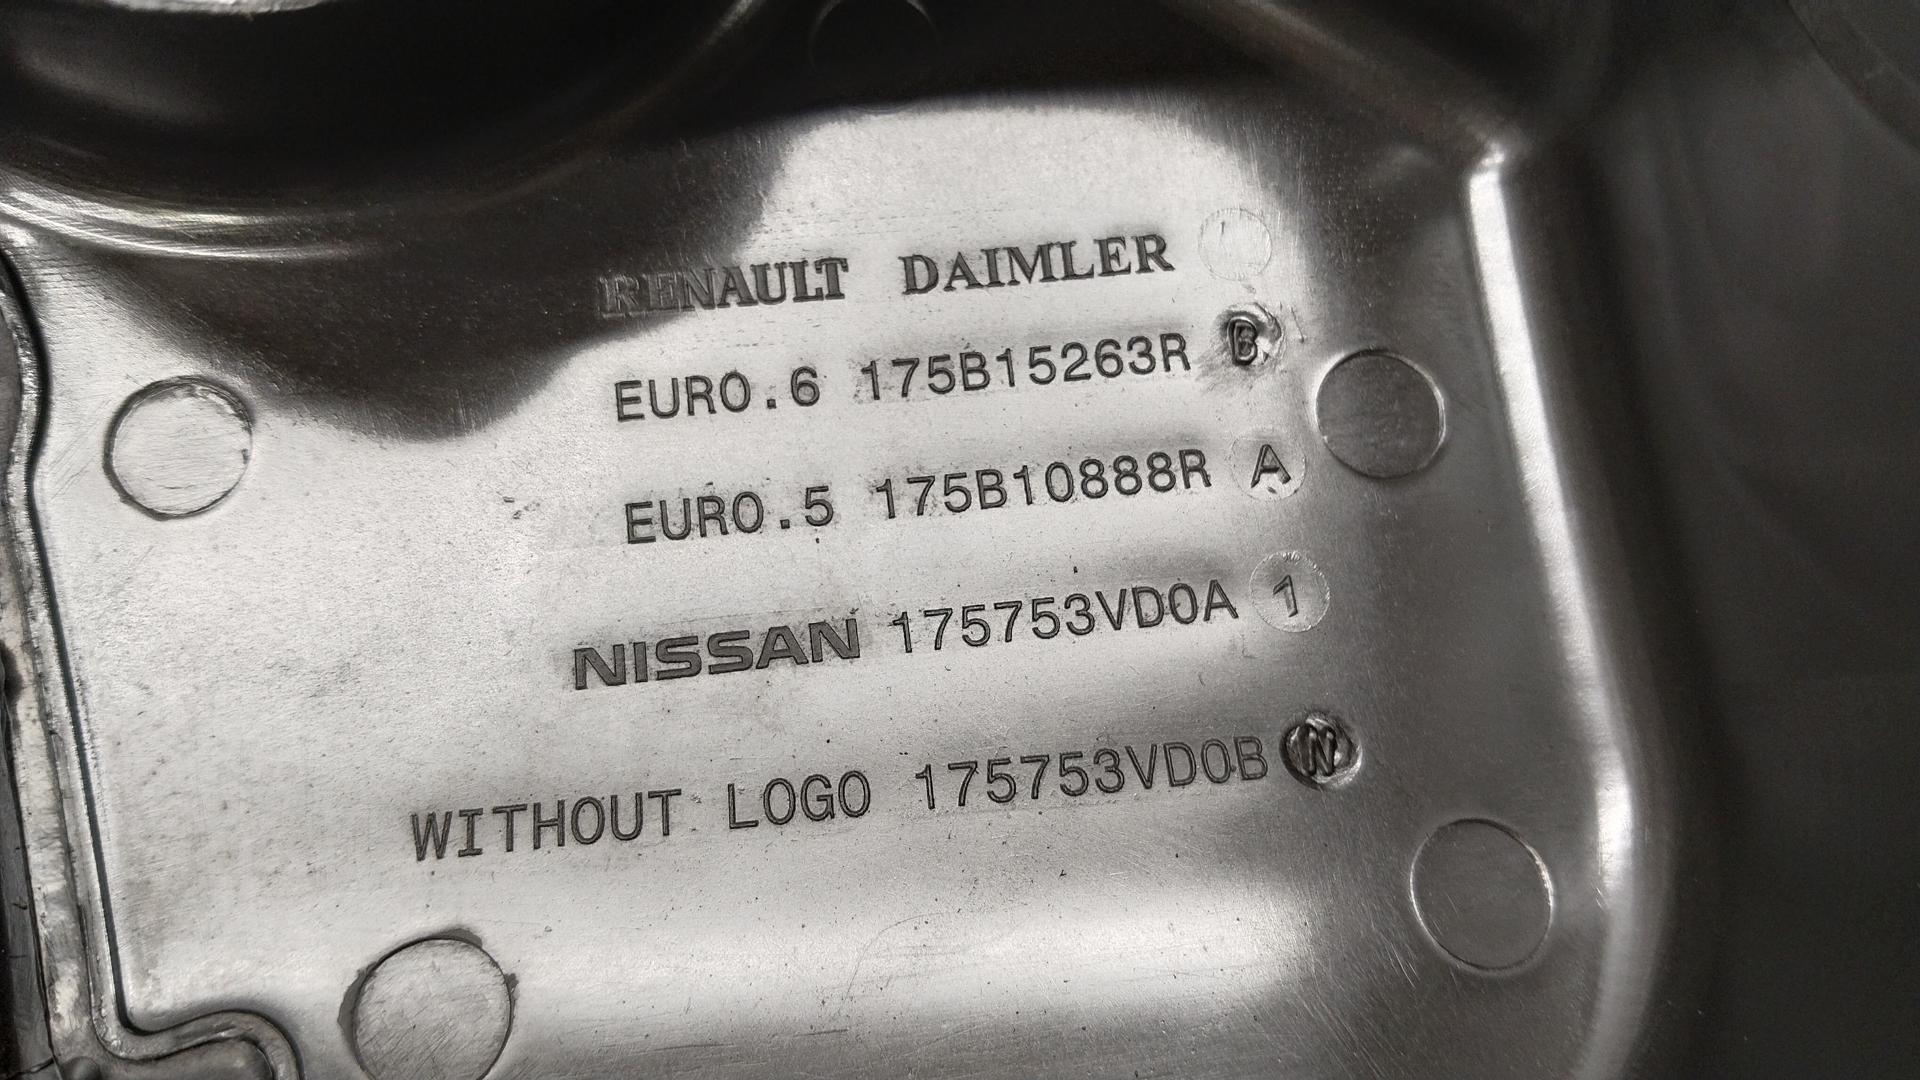 RENAULT DAIMLER
EURO.6 175B15263R B
EURO.5 175B10888R A
NISSAN 175753VD0A 1
WITHOUT LOGO 175753VD0B N